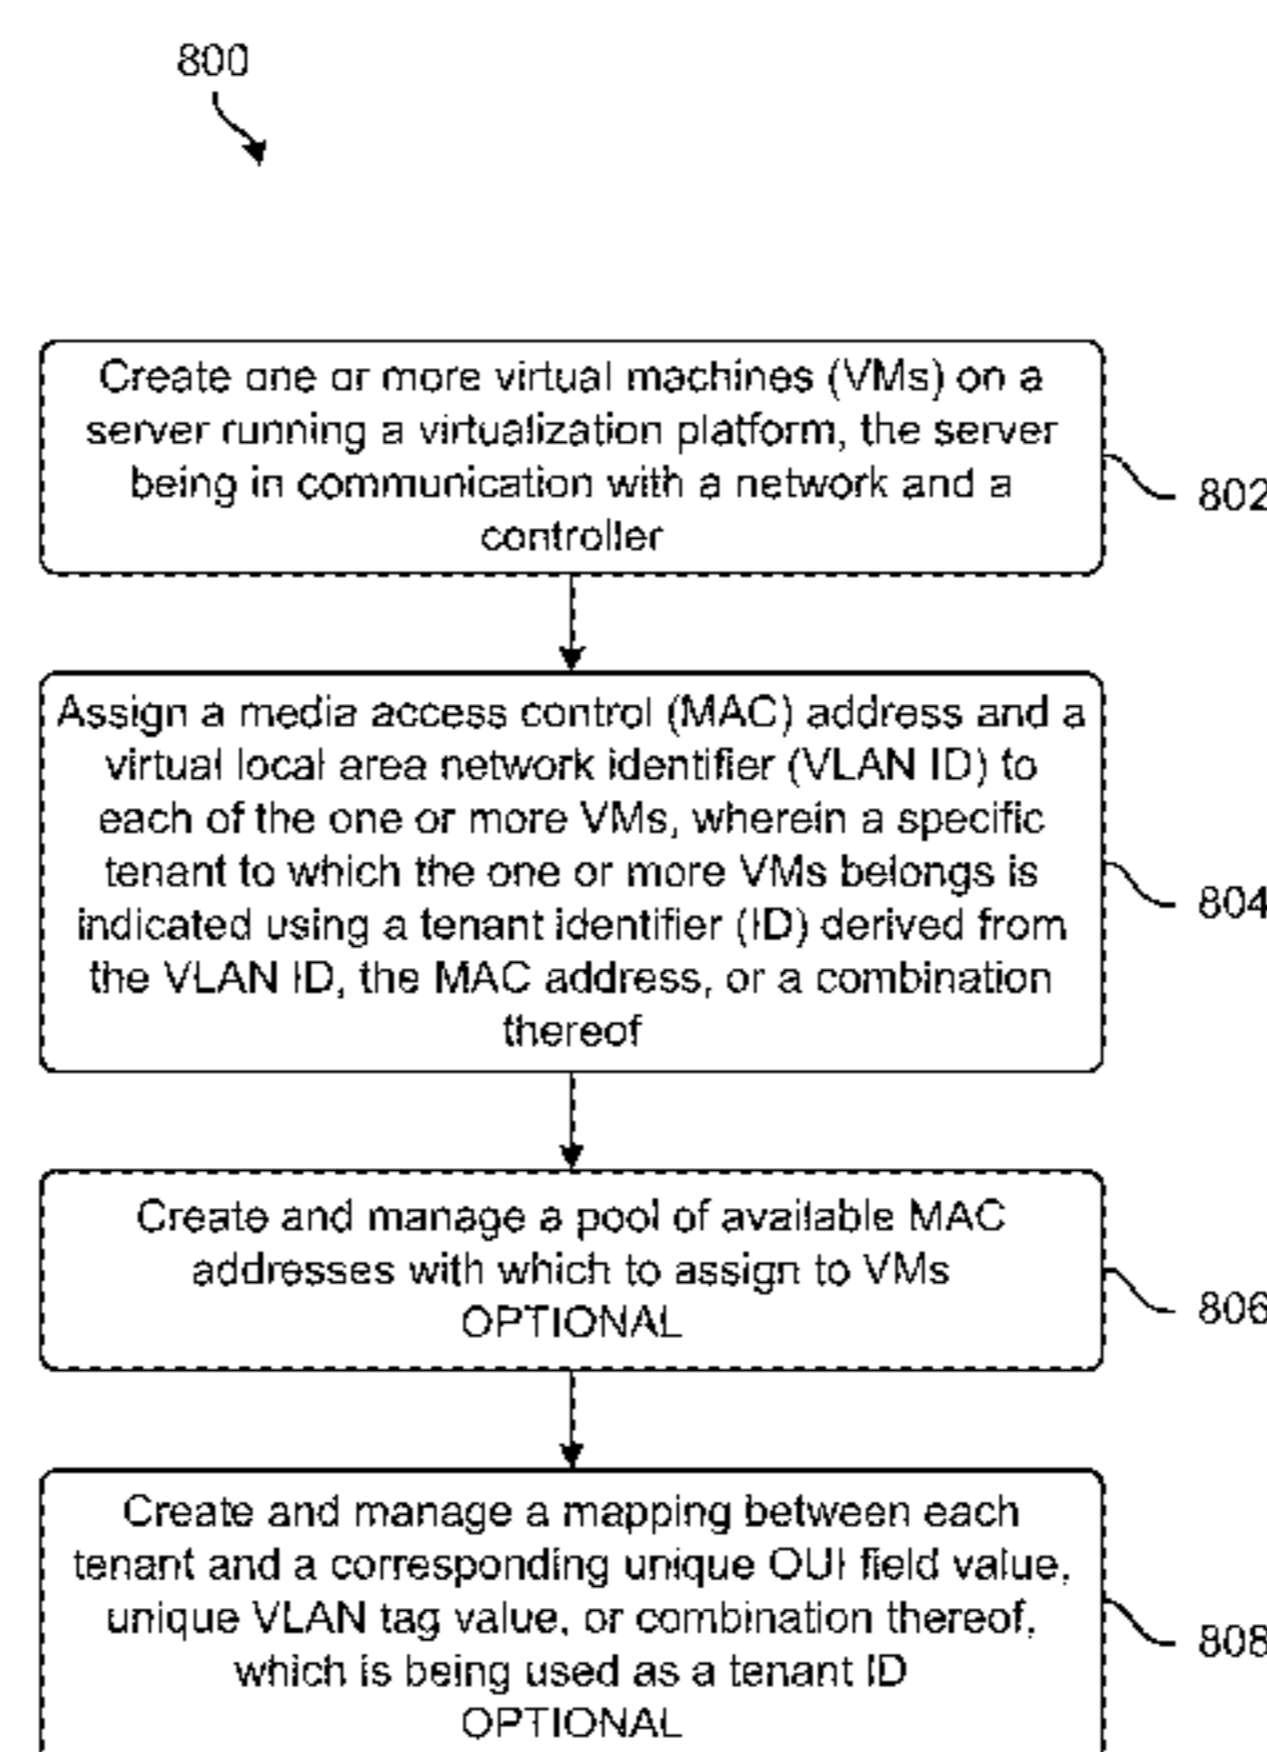 800
Create one or more virtual machines (VMs) on a
server running a virtualization platform, the server
being in communication with a network and a
controller
802
Assign a media access control (MAC) address and a
virtual local area network identifier (VLAN ID) to
each of the one or more VMs, wherein a specific
tenant to which the one or more VMs belongs is
indicated using a tenant identifier (ID) derived from
the VLAN ID, the MAC address, or a combination
thereof
804
Create and manage a pool of available MAC
addresses with which to assign to VMs
OPTIONAL
806
Create and manage a mapping between each
tenant and a corresponding unique OUI field value,
unique VLAN tag value, or combination thereof,
which is being used as a tenant ID
OPTIONAL
808